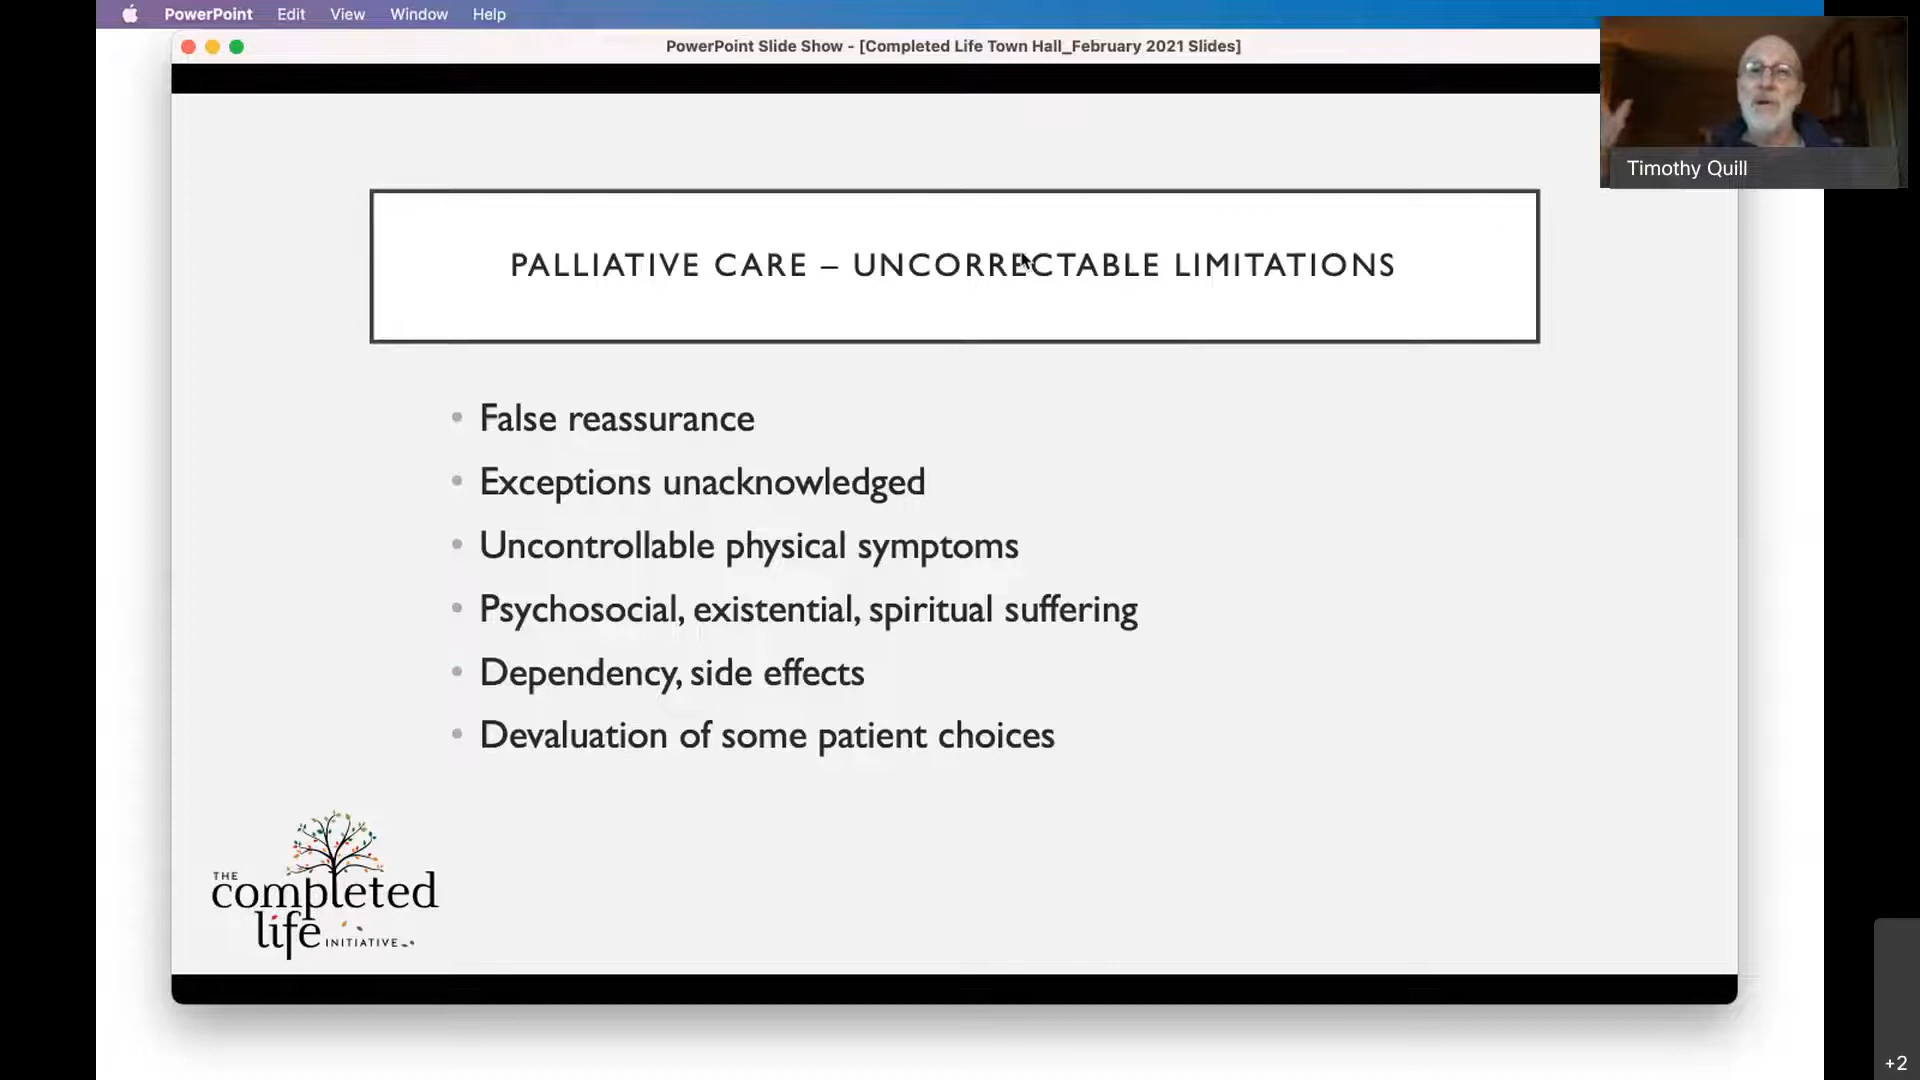 PowerPoint Edit View Window Help
PowerPoint Slide Show - [Completed Life Town Hall_February 2021 Slides]
Timothy Quill
PALLIATIVE CARE – UNCORRECTABLE LIMITATIONS
• False reassurance
• Exceptions unacknowledged
• Uncontrollable physical symptoms
• Psychosocial, existential, spiritual suffering
• Dependency, side effects
• Devaluation of some patient choices
THE
completed
life INITIATIVE
+2